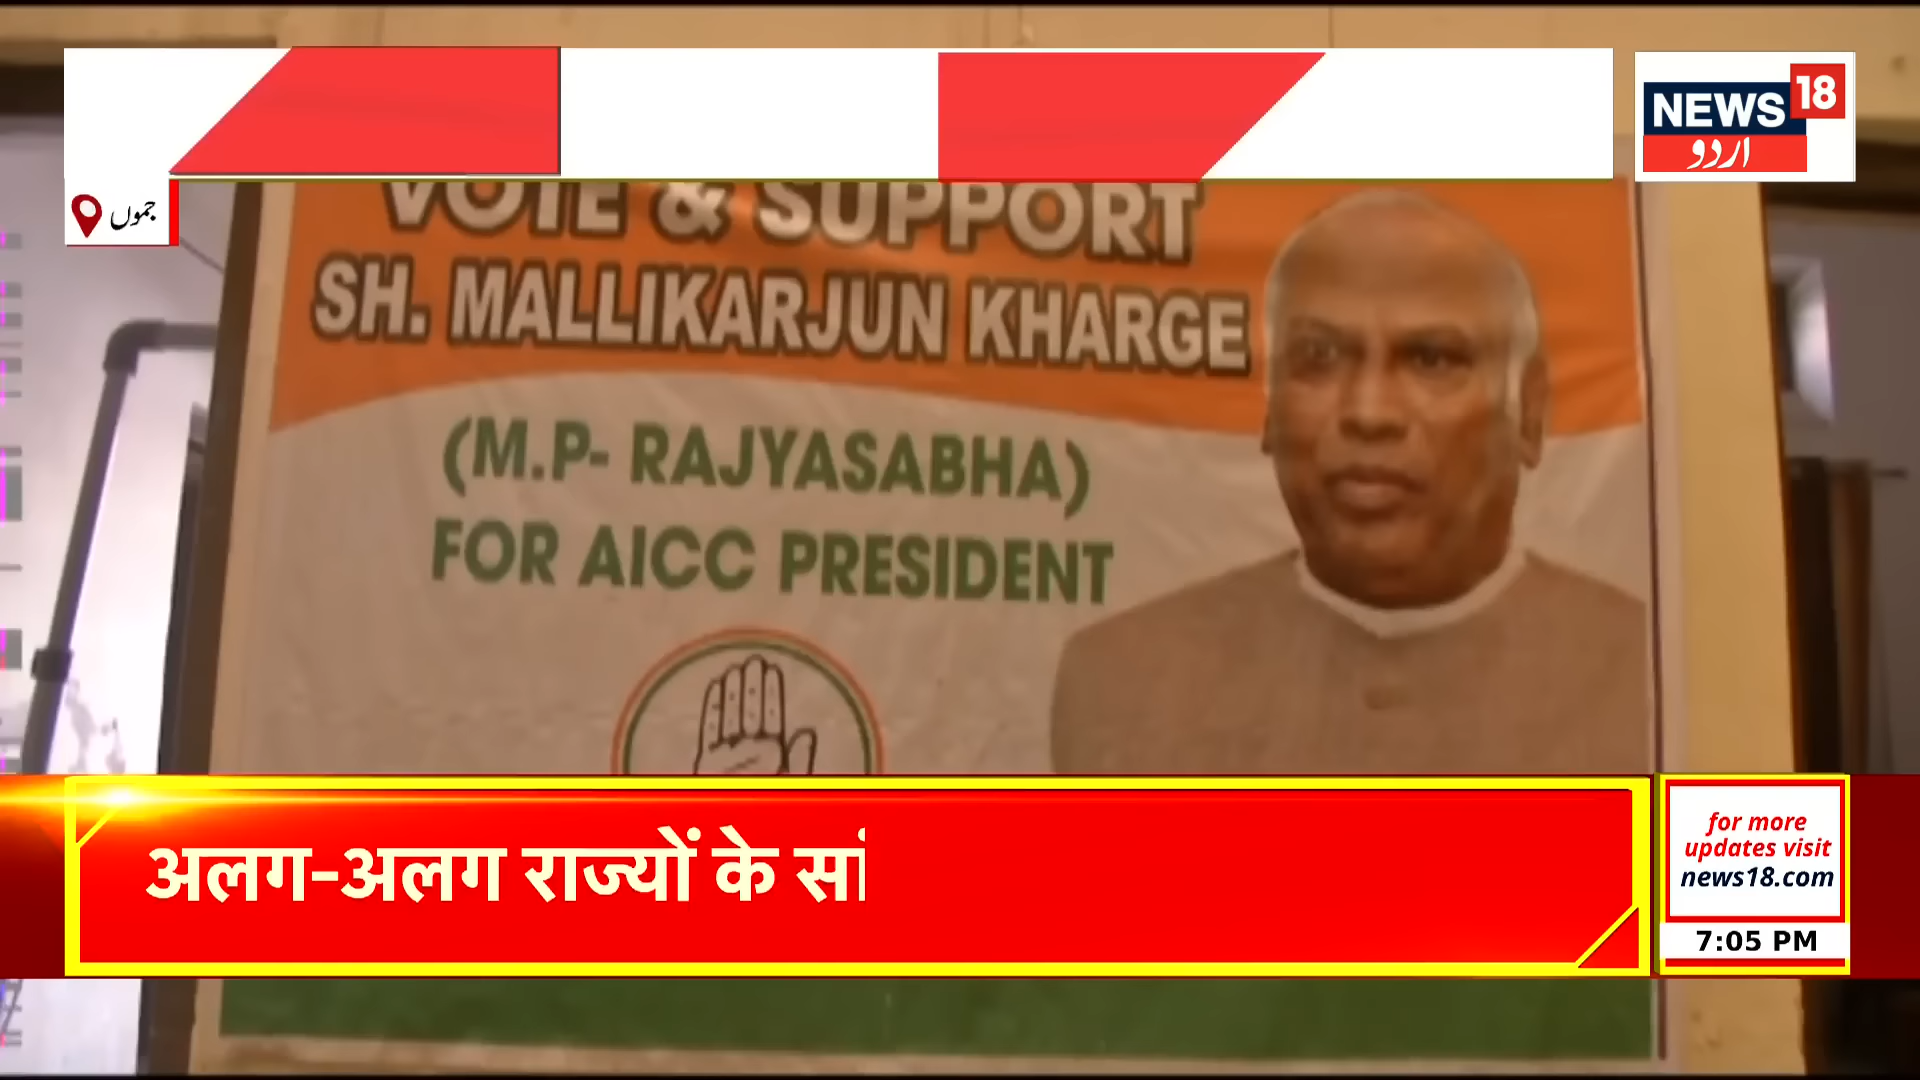 NEWS 18
اردو
جموں
VOTE & SUPPORT
SH. MALLIKARJUN KHARGE
(M.P- RAJYASABHA)
FOR AICC PRESIDENT
अलग-अलग राज्यों के
for more
updates visit
news18.com
7:05 PM